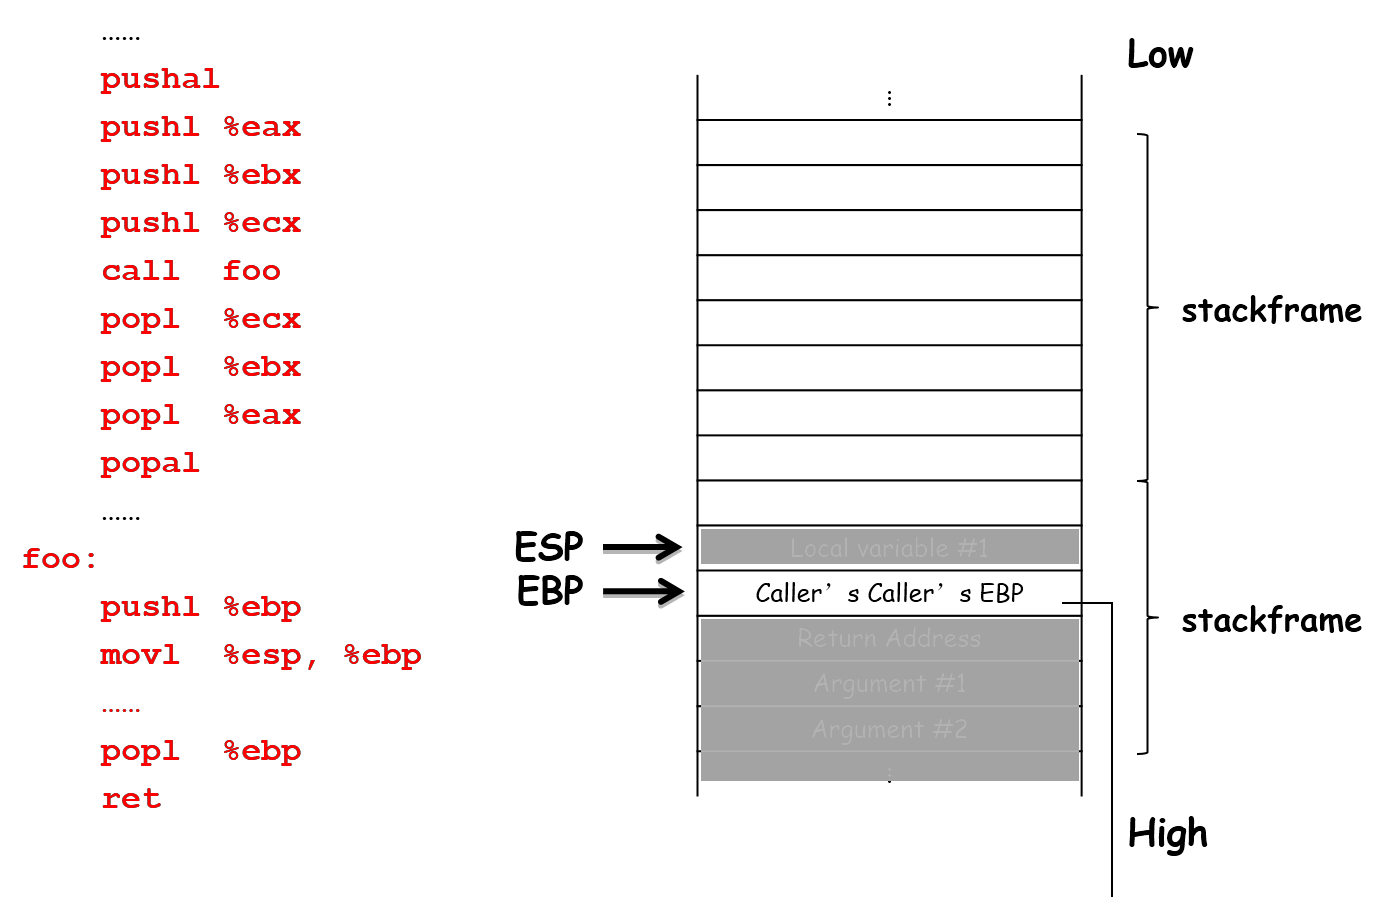 ......
pushal
pushl %eax
pushl %ebx
pushl %ecx
call foo
popl %ecx
popl %ebx
popl %eax
popal
......
foo:
pushl %ebp
movl %esp, %ebp
......
popl %ebp
ret
Low
⋮
stackframe
ESP
Local variable #1
EBP
Caller’s Caller’s EBP
stackframe
Return Address
Argument #1
Argument #2
⋮
High